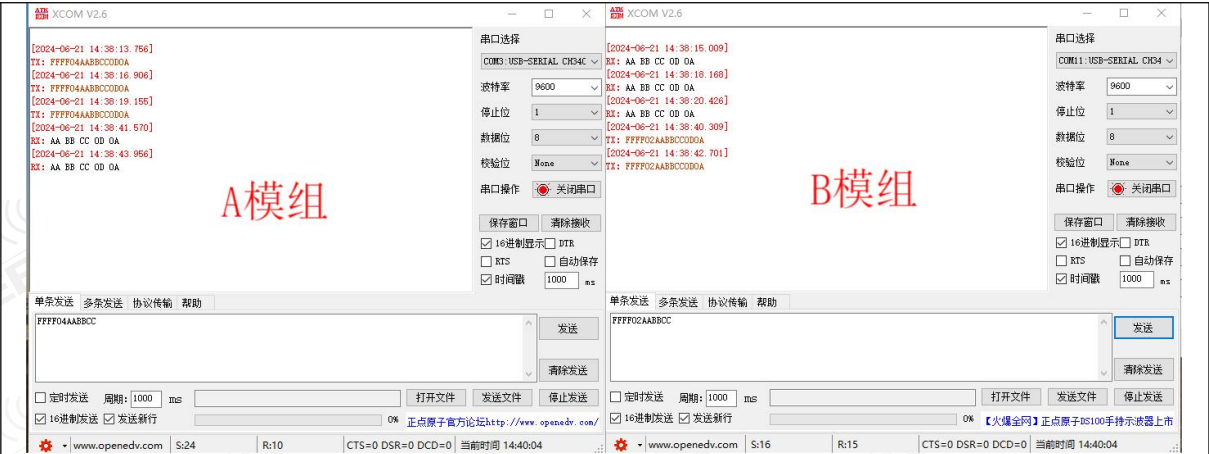 XCOM V2.6
[2024-06-21 14:38:13.756]
TX: FFFF04AABBCC0D0A
[2024-06-21 14:38:16.906]
TX: FFFF04AABBCC0D0A
[2024-06-21 14:38:19.155]
TX: FFFF04AABBCC0D0A
[2024-06-21 14:38:41.570]
RX: AA BB CC 0D 0A
[2024-06-21 14:38:43.956]
RX: AA BB CC 0D 0A
A模组
串口选择
COM3:USB-SERIAL CH34C
波特率 9600
停止位 1
数据位 8
校验位 None
串口操作 关闭串口
保存窗口 清除接收
16进制显示 DTR
RTS 自动保存
时间戳 1000 ms
单条发送 多条发送 协议传输 帮助
FFFF04AABBCC
发送
清除发送
定时发送 周期: 1000 ms 打开文件 发送文件 停止发送
16进制发送 发送新行 0% 正点原子官方论坛http://www.openedv.com/
www.openedv.com S:24 R:10 CTS=0 DSR=0 DCD=0 当前时间 14:40:04
XCOM V2.6
[2024-06-21 14:38:15.009]
RX: AA BB CC 0D 0A
[2024-06-21 14:38:18.168]
RX: AA BB CC 0D 0A
[2024-06-21 14:38:20.426]
RX: AA BB CC 0D 0A
[2024-06-21 14:38:40.309]
TX: FFFF02AABBCC0D0A
[2024-06-21 14:38:42.701]
TX: FFFF02AABBCC0D0A
B模组
串口选择
COM11:USB-SERIAL CH34
波特率 9600
停止位 1
数据位 8
校验位 None
串口操作 关闭串口
保存窗口 清除接收
16进制显示 DTR
RTS 自动保存
时间戳 1000 ms
单条发送 多条发送 协议传输 帮助
FFFF02AABBCC
发送
清除发送
定时发送 周期: 1000 ms 打开文件 发送文件 停止发送
16进制发送 发送新行 0% 【火爆全网】正点原子DS100手持示波器上市
www.openedv.com S:16 R:15 CTS=0 DSR=0 DCD=0 当前时间 14:40:04